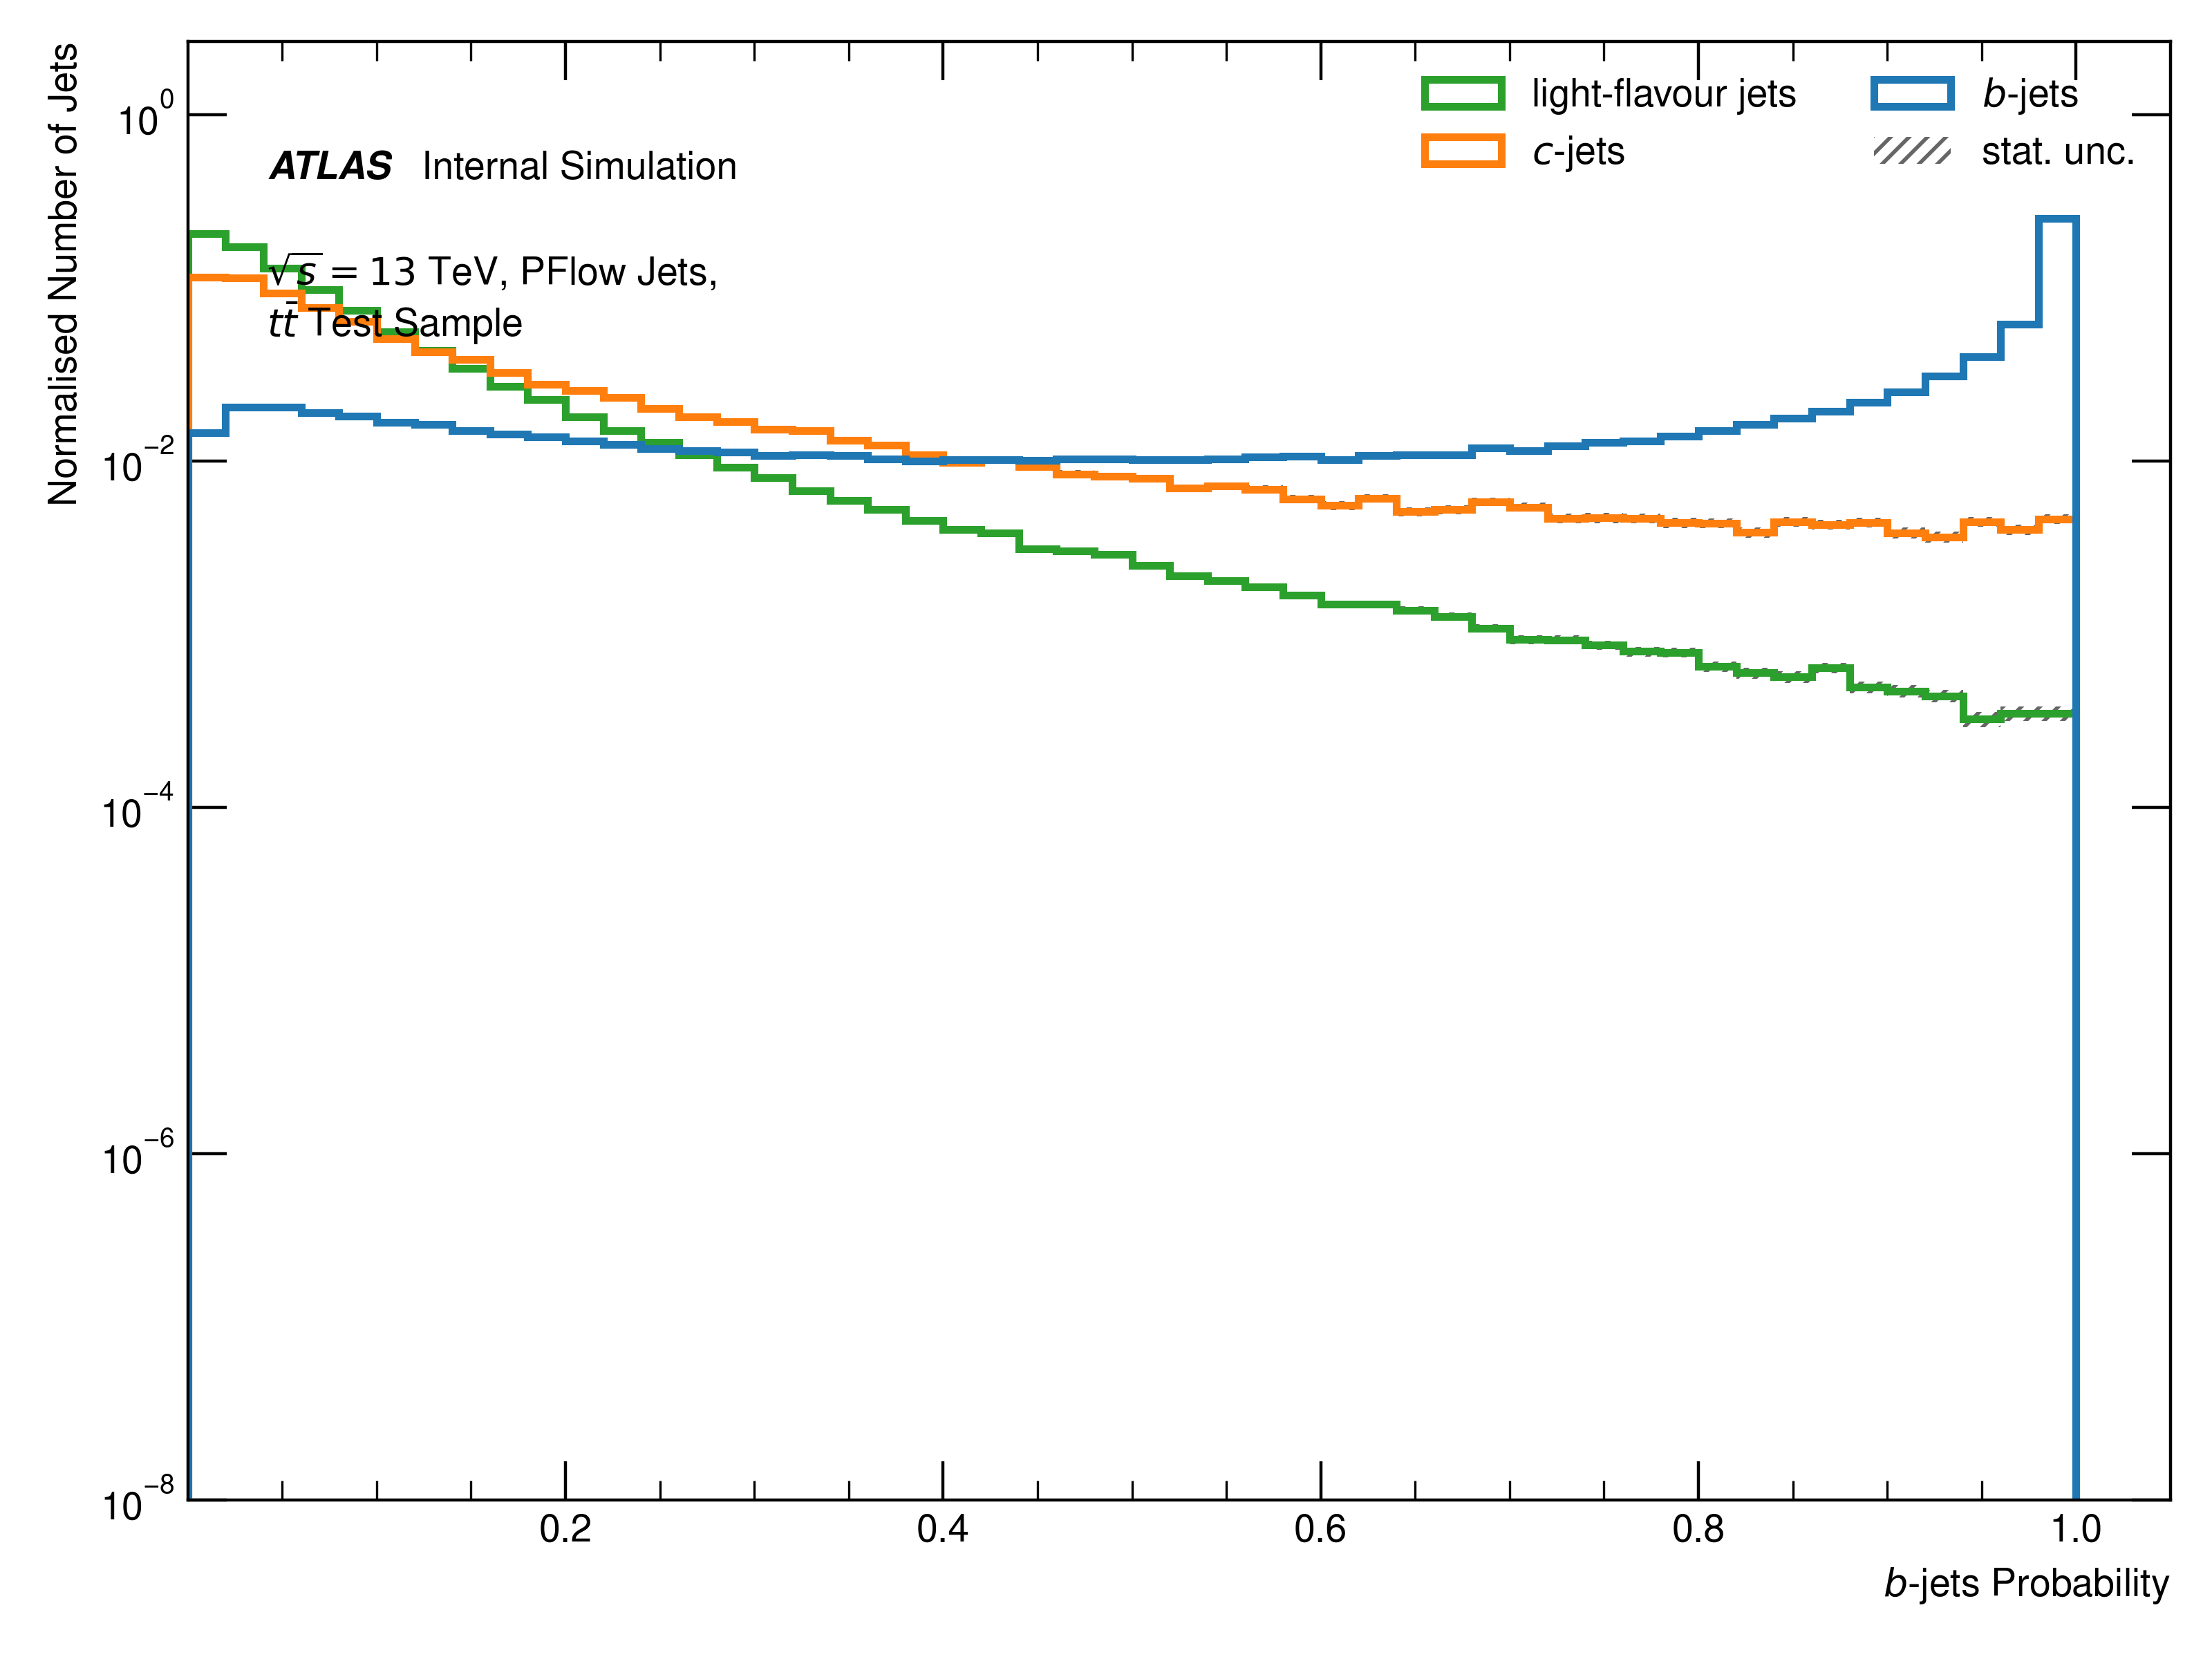 Normalised Number of Jets
10⁰
10⁻²
10⁻⁴
10⁻⁶
10⁻⁸
ATLAS Internal Simulation
√s = 13 TeV, PFlow Jets,
tt̄ Test Sample
light-flavour jets
c-jets
b-jets
stat. unc.
0.2 0.4 0.6 0.8 1.0
b-jets Probability